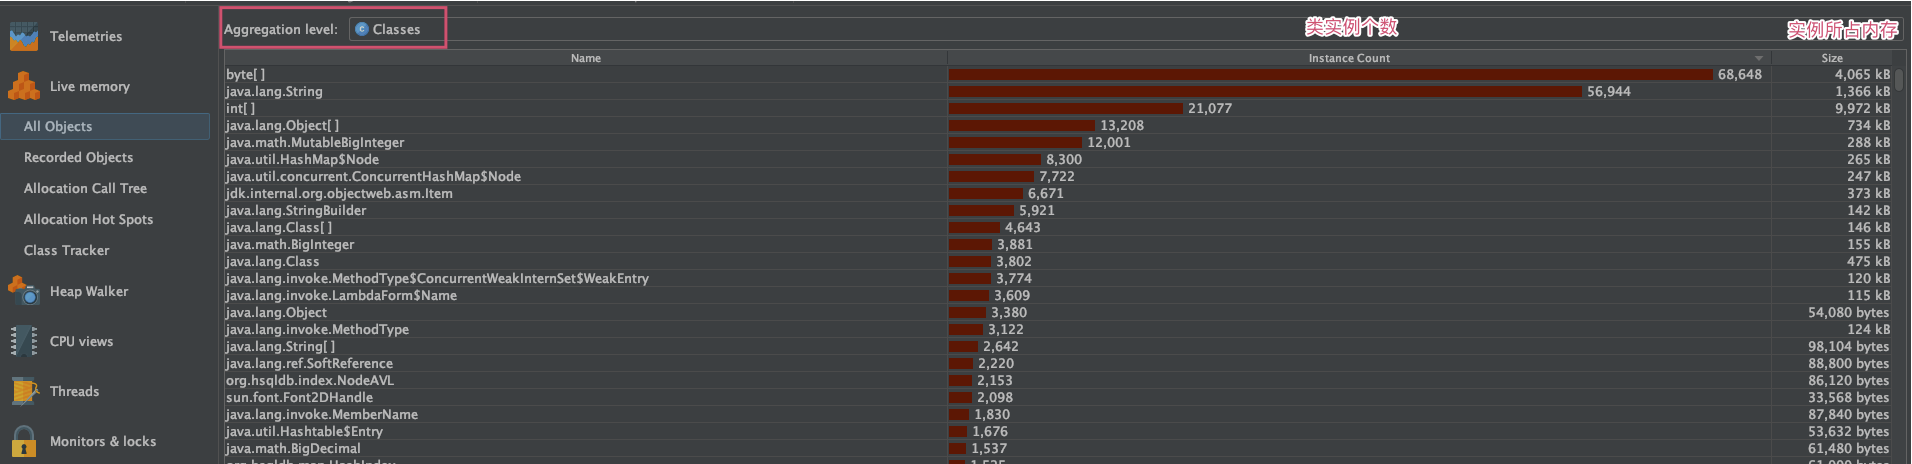 Telemetries
Live memory
All Objects
Recorded Objects
Allocation Call Tree
Allocation Hot Spots
Class Tracker
Heap Walker
CPU views
Threads
Monitors & locks
Aggregation level: Classes
类实例个数 实例所占内存
Name Instance Count Size
byte[ ] 68,648 4,065 kB
java.lang.String 56,944 1,366 kB
int[ ] 21,077 9,972 kB
java.lang.Object[ ] 13,208 734 kB
java.math.MutableBigInteger 12,001 288 kB
java.util.HashMap$Node 8,300 265 kB
java.util.concurrent.ConcurrentHashMap$Node 7,722 247 kB
jdk.internal.org.objectweb.asm.Item 6,671 373 kB
java.lang.StringBuilder 5,921 142 kB
java.lang.Class[ ] 4,643 146 kB
java.math.BigInteger 3,881 155 kB
java.lang.Class 3,802 475 kB
java.lang.invoke.MethodType$ConcurrentWeakInternSet$WeakEntry 3,774 120 kB
java.lang.invoke.LambdaForm$Name 3,609 115 kB
java.lang.Object 3,380 54,080 bytes
java.lang.invoke.MethodType 3,122 124 kB
java.lang.String[ ] 2,642 98,104 bytes
java.lang.ref.SoftReference 2,220 88,800 bytes
org.hsqldb.index.NodeAVL 2,153 86,120 bytes
sun.font.Font2DHandle 2,098 33,568 bytes
java.lang.invoke.MemberName 1,830 87,840 bytes
java.util.Hashtable$Entry 1,676 53,632 bytes
java.math.BigDecimal 1,537 61,480 bytes